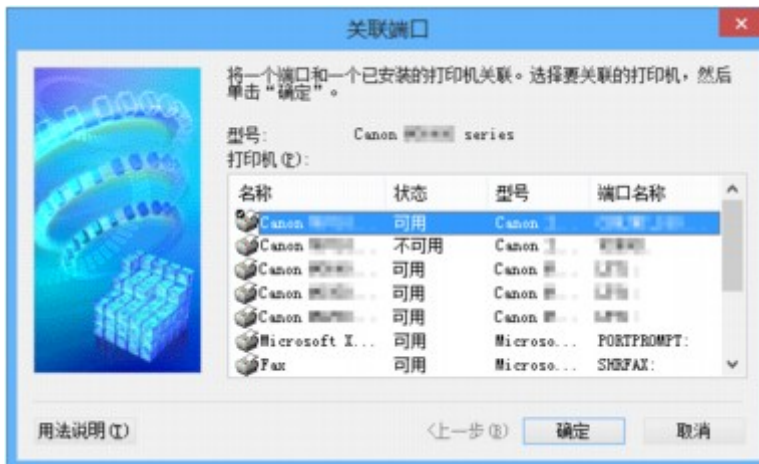 关联端口
将一个端口和一个已安装的打印机关联。选择要关联的打印机，然后
单击“确定”。
型号: Canon series
打印机(P):
名称 状态 型号 端口名称
Canon ... 可用 Canon ...
Canon ... 不可用 Canon ...
Canon ... 可用 Canon ...
Canon ... 可用 Canon ...
Canon ... 可用 Canon ...
Microsoft X... 可用 Microso... PORTPROMPT:
Fax 可用 Microso... SHRFAX:
用法说明(I) <上一步(B) 确定 取消